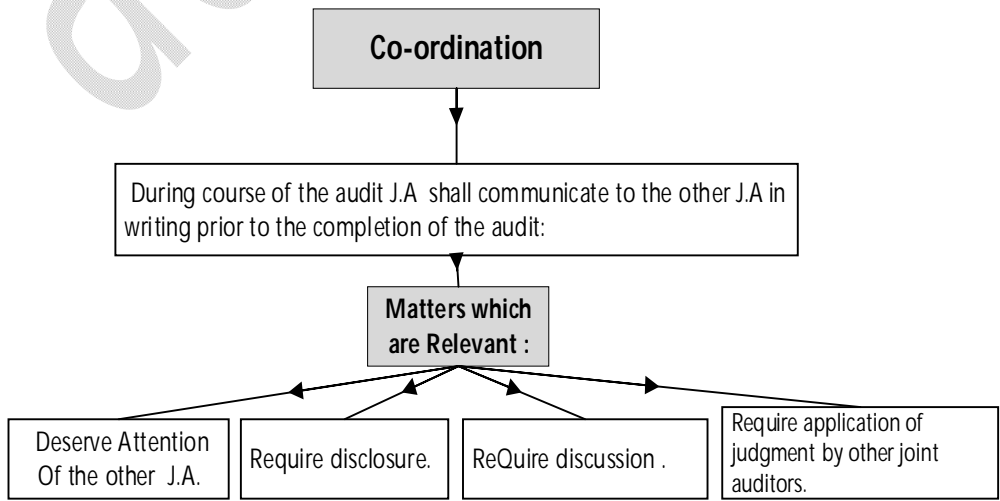 Co-ordination
During course of the audit J.A shall communicate to the other J.A in
writing prior to the completion of the audit:
Matters which
are Relevant :
Deserve Attention
Of the other J.A.
Require disclosure.
ReQuire discussion .
Require application of
judgment by other joint
auditors.